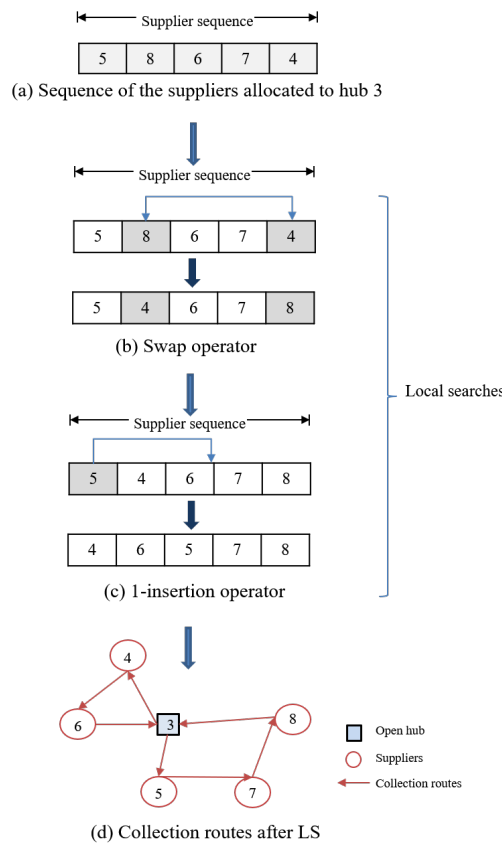 Supplier sequence
5 8 6 7 4
(a) Sequence of the suppliers allocated to hub 3
Supplier sequence
5 8 6 7 4
5 4 6 7 8
(b) Swap operator
Local searches
Supplier sequence
5 4 6 7 8
4 6 5 7 8
(c) 1-insertion operator
4
6 3 8
5 7
Open hub
Suppliers
Collection routes
(d) Collection routes after LS